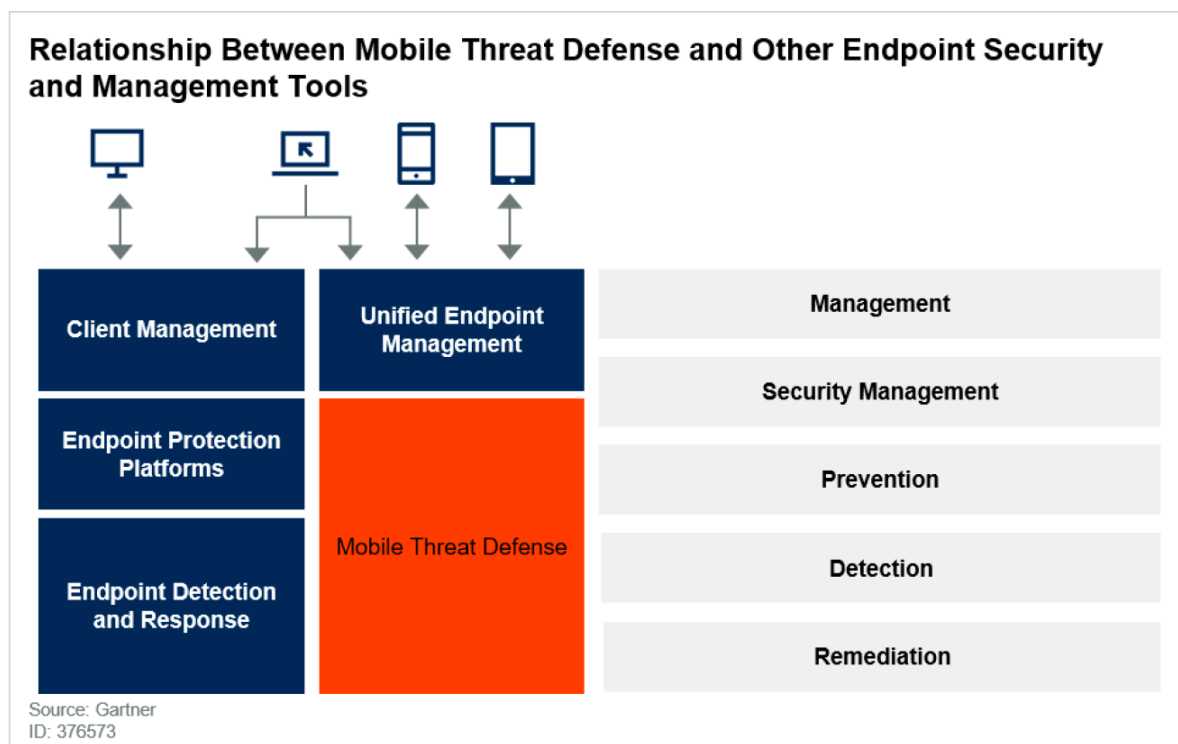 Relationship Between Mobile Threat Defense and Other Endpoint Security
and Management Tools
Client Management
Unified Endpoint
Management
Endpoint Protection
Platforms
Mobile Threat Defense
Endpoint Detection
and Response
Management
Security Management
Prevention
Detection
Remediation
Source: Gartner
ID: 376573